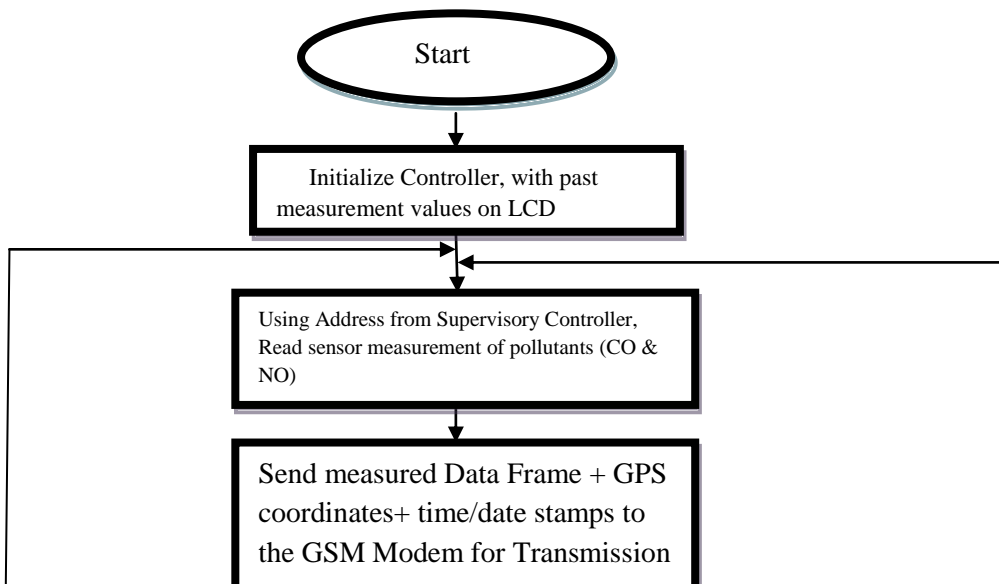 Start
Initialize Controller, with past
measurement values on LCD
Using Address from Supervisory Controller,
Read sensor measurement of pollutants (CO &
NO)
Send measured Data Frame + GPS
coordinates+ time/date stamps to
the GSM Modem for Transmission